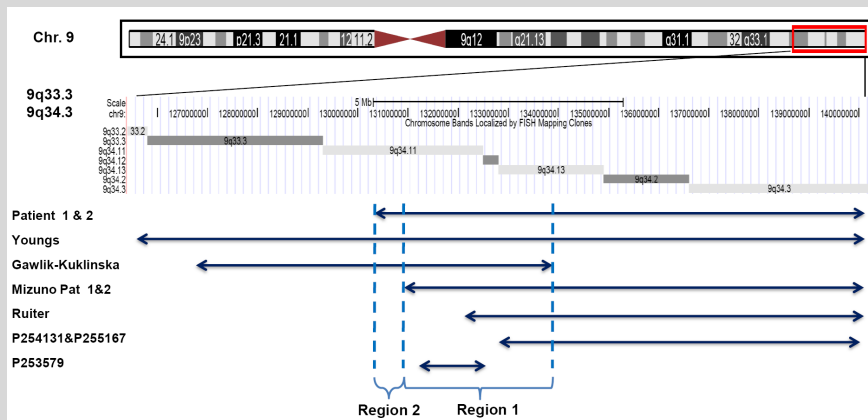 Chr. 9
24.1 9p23 p21.3 21.1 12 11.2 9q12 q21.13 q31.1 32 q33.1
9q33.3
9q34.3
Scale 5 Mb
chr9: 127000000 128000000 129000000 130000000 131000000 132000000 133000000 134000000 135000000 136000000 137000000 138000000 139000000 140000000
Chromosome Bands Localized by FISH Mapping Clones
9q33.2 33.2
9q33.3 9q33.3
9q34.11 9q34.11
9q34.12
9q34.13 9q34.13
9q34.2 9q34.2
9q34.3 9q34.3
Patient 1 & 2
Youngs
Gawlik-Kuklinska
Mizuno Pat 1&2
Ruiter
P254131&P255167
P253579
Region 2 Region 1